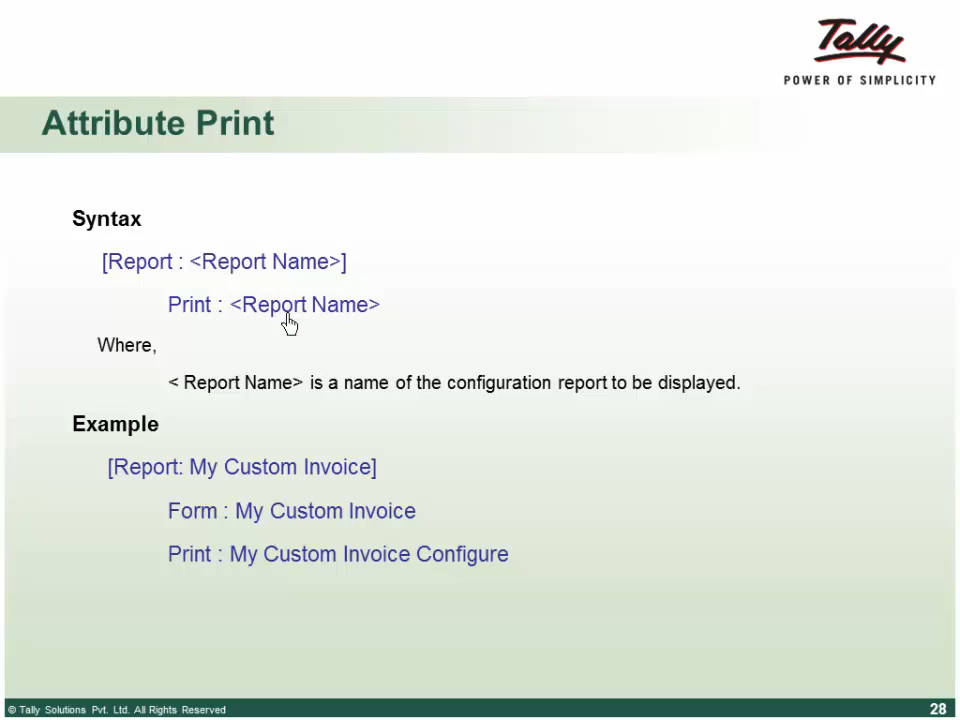 Tally
POWER OF SIMPLICITY
Attribute Print
Syntax
[Report : <Report Name>]
Print : <Report Name>
Where,
< Report Name> is a name of the configuration report to be displayed.
Example
[Report: My Custom Invoice]
Form : My Custom Invoice
Print : My Custom Invoice Configure
© Tally Solutions Pvt. Ltd. All Rights Reserved
28